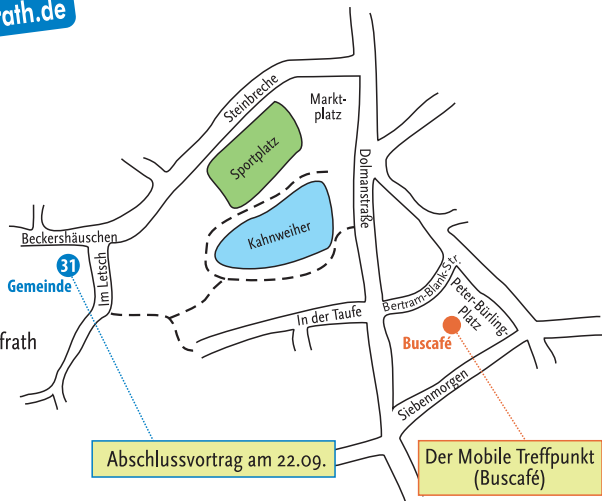 rath.de
Steinbreche
Markt-
platz
Sportplatz
Dolmanstraße
Kahnweiher
Beckershäuschen
31
Gemeinde
Im Letsch
Bertram-Blank-Str.
Peter-Bürling-
Platz
In der Taufe
frath
Buscafé
Siebenmorgen
Abschlussvortrag am 22.09.
Der Mobile Treffpunkt
(Buscafé)